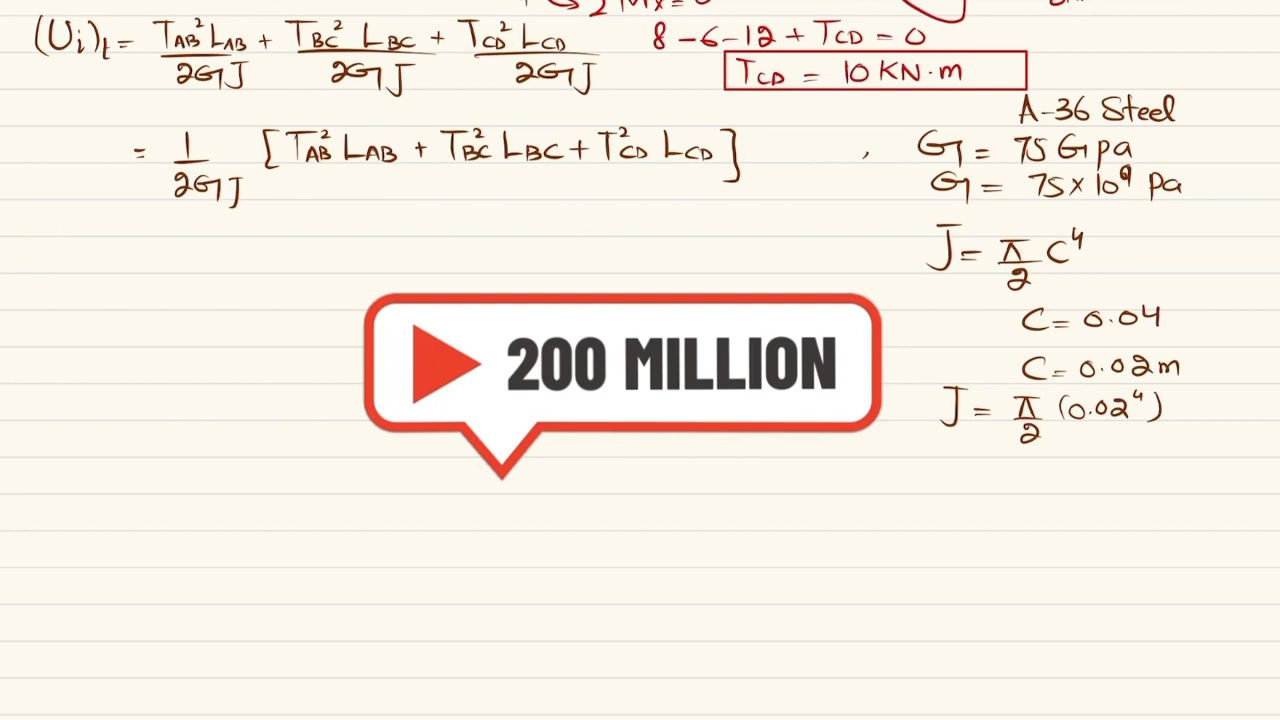 (Ui)t = TAB² LAB / 2GJ + TBC² LBC / 2GJ + TCD² LCD / 2GJ
8 - 6 - 12 + TCD = 0
TCD = 10 KN·m
= 1 / 2GJ [TAB² LAB + TBC² LBC + TCD² LCD] ,
A-36 Steel
G = 75 Gpa
G = 75 × 10⁹ Pa
J = π/2 C⁴
C = 0.04
C = 0.02m
J = π/2 (0.02⁴)
200 MILLION